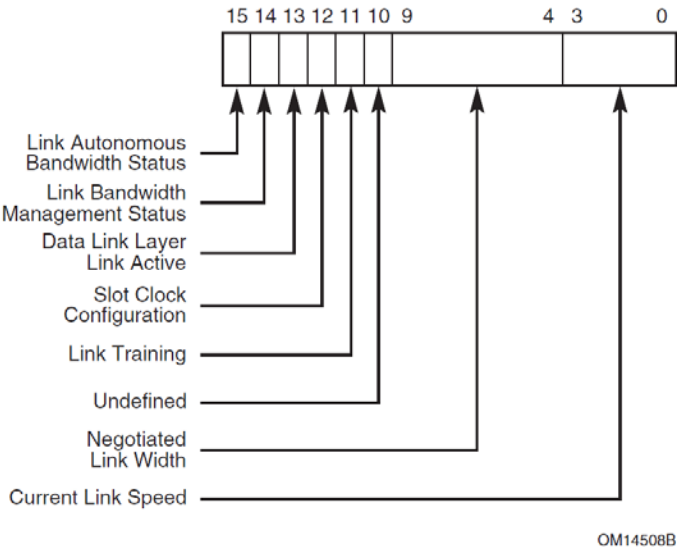 15 14 13 12 11 10 9 4 3 0
Link Autonomous
Bandwidth Status
Link Bandwidth
Management Status
Data Link Layer
Link Active
Slot Clock
Configuration
Link Training
Undefined
Negotiated
Link Width
Current Link Speed
OM14508B